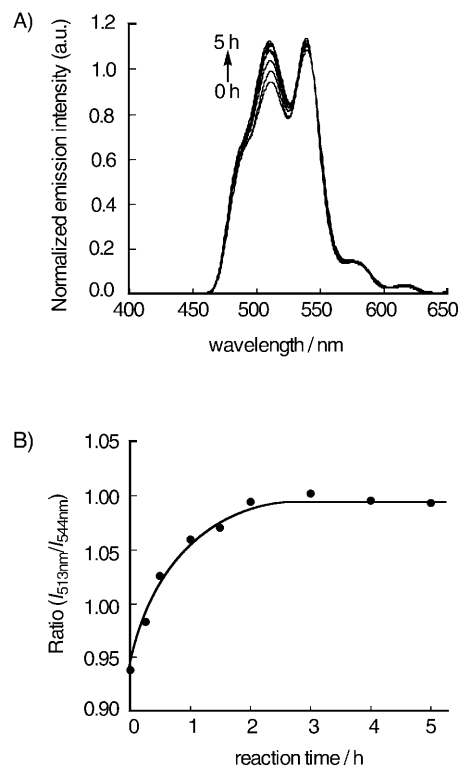 A)
Normalized emission intensity (a.u.)
1.2
1.0
0.8
0.6
0.4
0.2
0.0
5 h
0 h
400 450 500 550 600 650
wavelength / nm
B)
Ratio (I513nm/I544nm)
1.05
1.00
1.05
1.00
0.95
0.90
0 1 2 3 4 5
reaction time / h